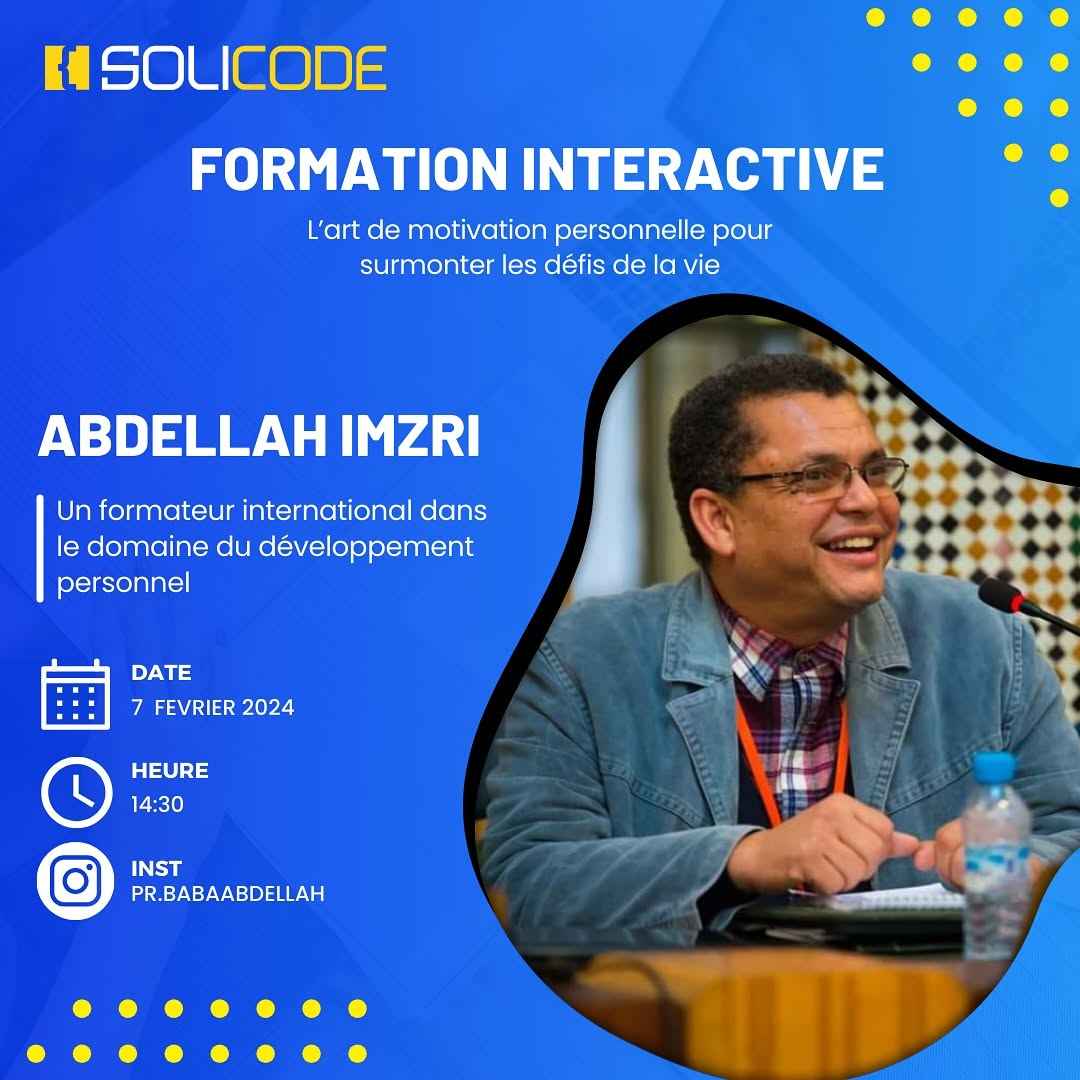 SOLICODE
FORMATION INTERACTIVE
L’art de motivation personnelle pour
surmonter les défis de la vie
ABDELLAH IMZRI
Un formateur international dans
le domaine du développement
personnel
DATE
7 FEVRIER 2024
HEURE
14:30
INST
PR.BABAABDELLAH